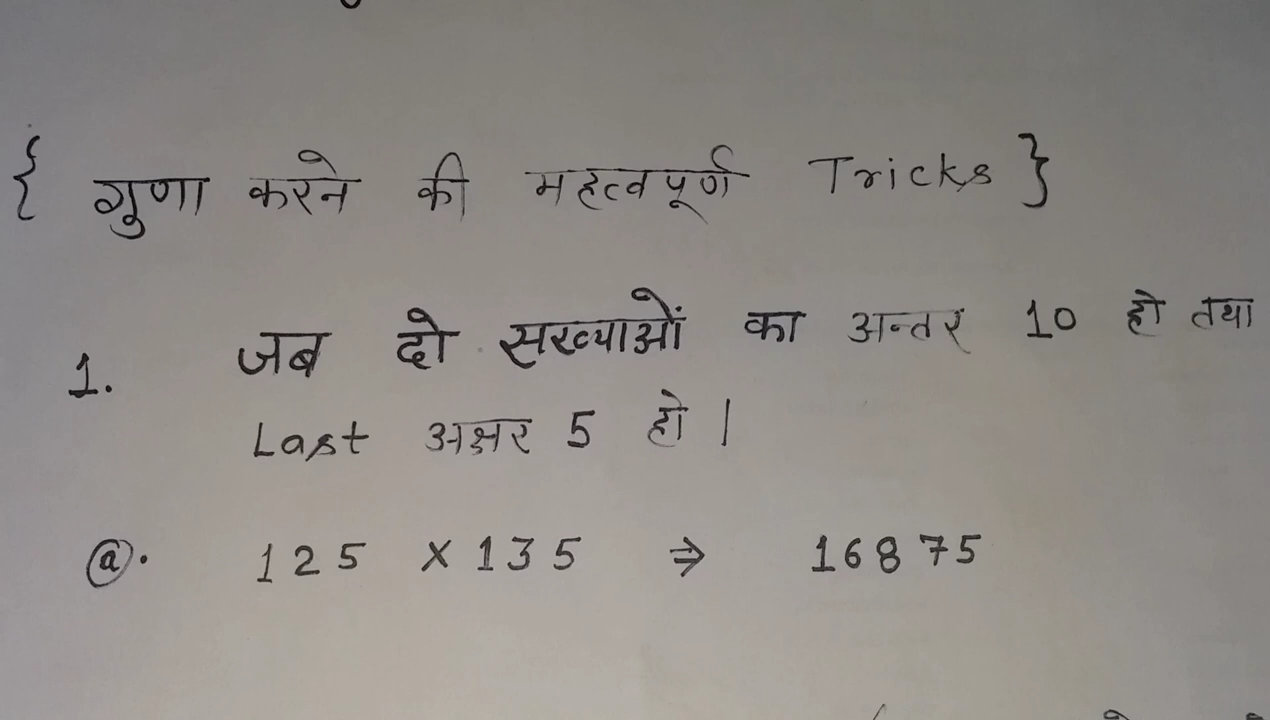 { गुणा करने की महत्वपूर्ण Tricks }
1. जब दो सख्याओं का अन्तर 10 हो तथा
Last अक्षर 5 हो |
@. 125 X 135 ⇒ 16875